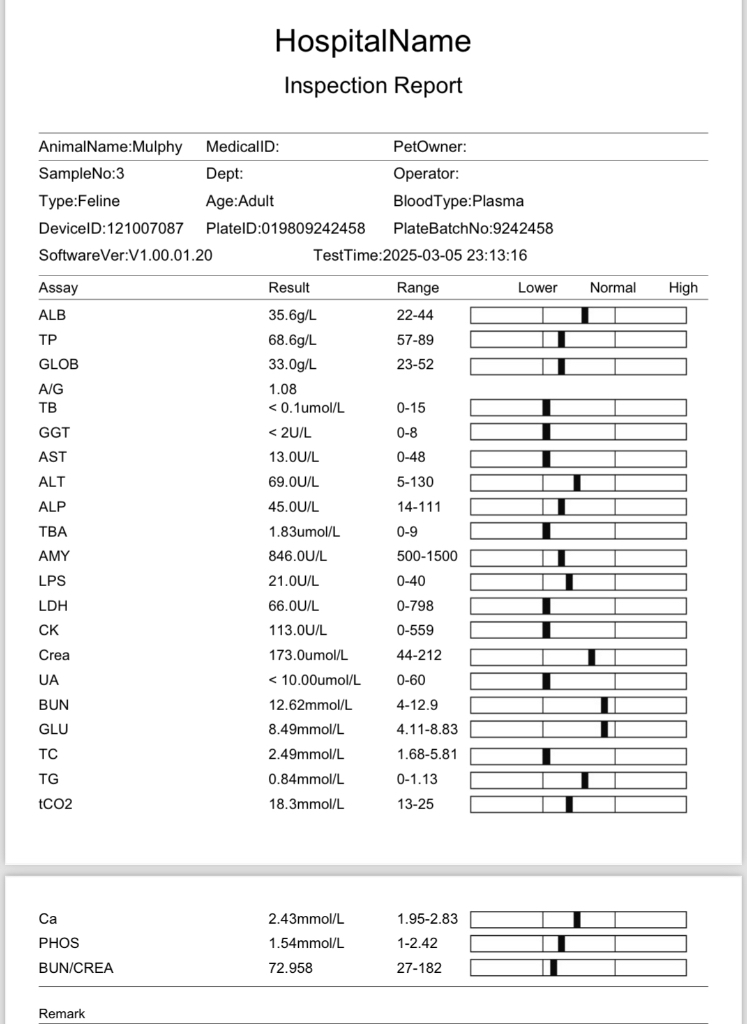 HospitalName
Inspection Report
AnimalName:Mulphy MedicalID: PetOwner:
SampleNo:3 Dept: Operator:
Type:Feline Age:Adult BloodType:Plasma
DeviceID:121007087 PlateID:019809242458 PlateBatchNo:9242458
SoftwareVer:V1.00.01.20 TestTime:2025-03-05 23:13:16
Assay Result Range Lower Normal High
ALB 35.6g/L 22-44
TP 68.6g/L 57-89
GLOB 33.0g/L 23-52
A/G 1.08
TB < 0.1umol/L 0-15
GGT < 2U/L 0-8
AST 13.0U/L 0-48
ALT 69.0U/L 5-130
ALP 45.0U/L 14-111
TBA 1.83umol/L 0-9
AMY 846.0U/L 500-1500
LPS 21.0U/L 0-40
LDH 66.0U/L 0-798
CK 113.0U/L 0-559
Crea 173.0umol/L 44-212
UA < 10.00umol/L 0-60
BUN 12.62mmol/L 4-12.9
GLU 8.49mmol/L 4.11-8.83
TC 2.49mmol/L 1.68-5.81
TG 0.84mmol/L 0-1.13
tCO2 18.3mmol/L 13-25
Ca 2.43mmol/L 1.95-2.83
PHOS 1.54mmol/L 1-2.42
BUN/CREA 72.958 27-182
Remark